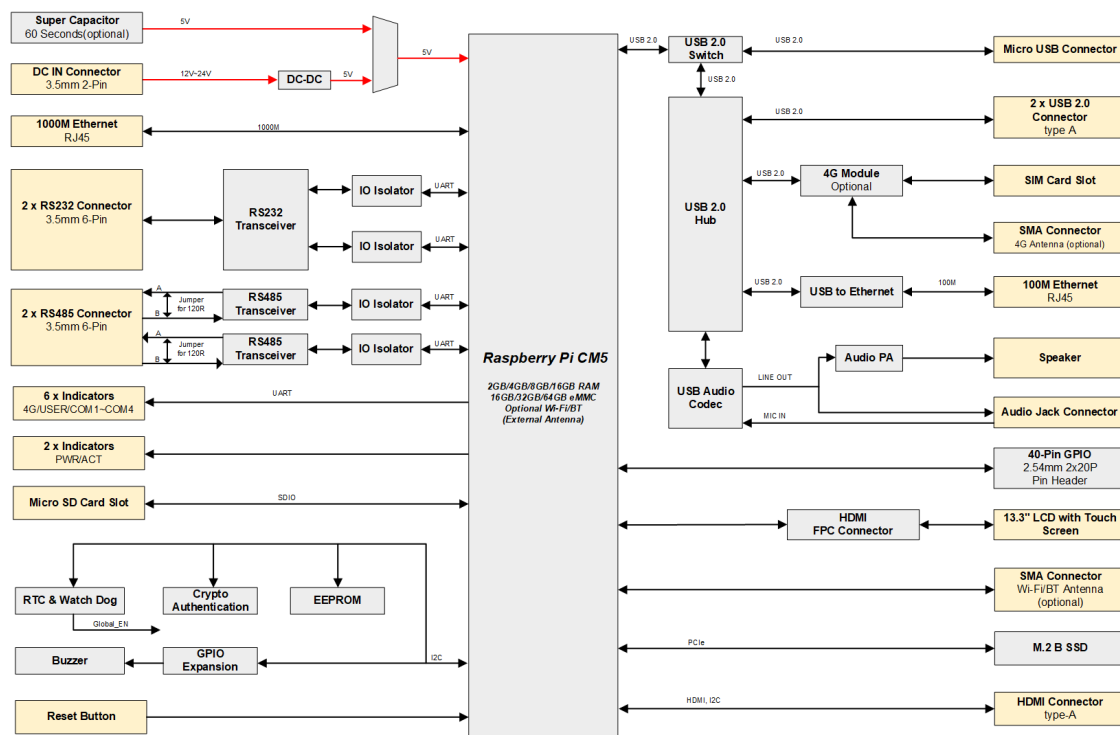 Super Capacitor
60 Seconds(optional)
5V
DC IN Connector
3.5mm 2-Pin
12V~24V
DC-DC
5V
5V
1000M Ethernet
RJ45
1000M
2 x RS232 Connector
3.5mm 6-Pin
RS232
Transceiver
IO Isolator
UART
IO Isolator
UART
2 x RS485 Connector
3.5mm 6-Pin
A
Jumper
for 120R
B
RS485
Transceiver
IO Isolator
UART
A
Jumper
for 120R
B
RS485
Transceiver
IO Isolator
UART
6 x Indicators
4G/USER/COM1~COM4
UART
2 x Indicators
PWR/ACT
Micro SD Card Slot
SDIO
RTC & Watch Dog
Crypto
Authentication
EEPROM
Global_EN
Buzzer
GPIO
Expansion
I2C
Reset Button
Raspberry Pi CM5
2GB/4GB/8GB/16GB RAM
16GB/32GB/64GB eMMC
Optional Wi-Fi/BT
(External Antenna)
USB 2.0
USB 2.0
Switch
USB 2.0
Micro USB Connector
USB 2.0
USB 2.0
Hub
USB 2.0
2 x USB 2.0
Connector
type A
USB 2.0
4G Module
Optional
SIM Card Slot
SMA Connector
4G Antenna (optional)
USB 2.0
USB to Ethernet
100M
100M Ethernet
RJ45
USB Audio
Codec
LINE OUT
Audio PA
Speaker
MIC IN
Audio Jack Connector
40-Pin GPIO
2.54mm 2x20P
Pin Header
HDMI
FPC Connector
13.3" LCD with Touch
Screen
SMA Connector
Wi-Fi/BT Antenna
(optional)
PCIe
M.2 B SSD
HDMI, I2C
HDMI Connector
type-A